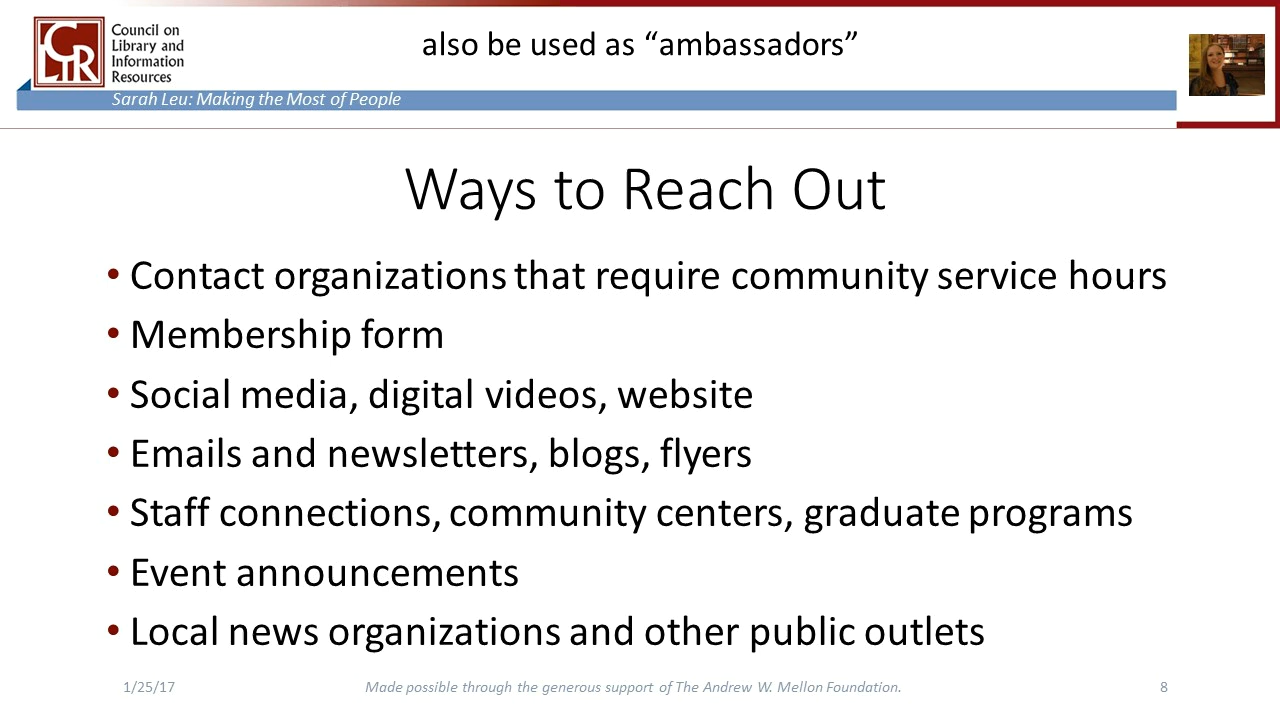 CLIR
Council on
Library and
Information
Resources
also be used as “ambassadors”
Sarah Leu: Making the Most of People
Ways to Reach Out
• Contact organizations that require community service hours
• Membership form
• Social media, digital videos, website
• Emails and newsletters, blogs, flyers
• Staff connections, community centers, graduate programs
• Event announcements
• Local news organizations and other public outlets
1/25/17
Made possible through the generous support of The Andrew W. Mellon Foundation.
8